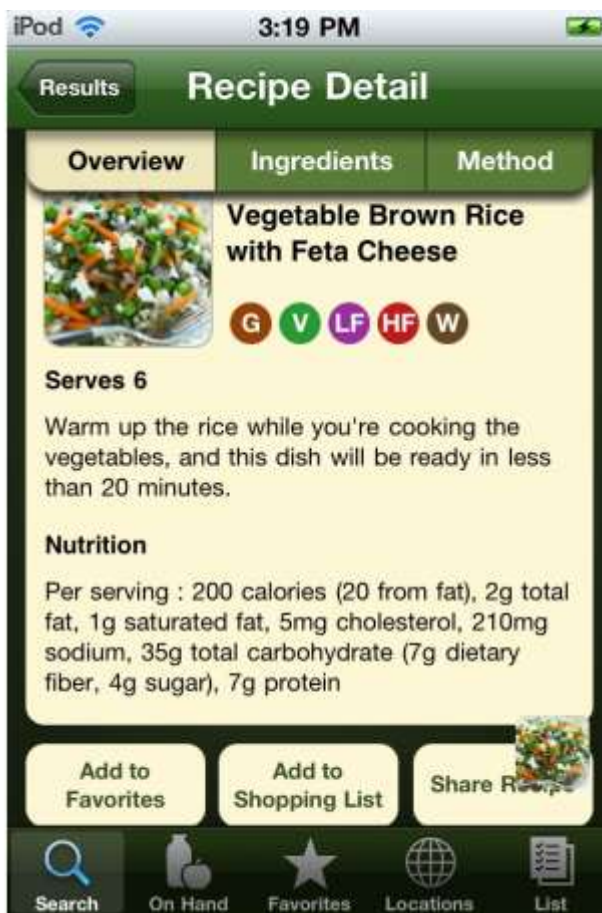 iPod 3:19 PM
Results Recipe Detail
Overview Ingredients Method
Vegetable Brown Rice
with Feta Cheese
G V LF HF W
Serves 6
Warm up the rice while you're cooking the
vegetables, and this dish will be ready in less
than 20 minutes.
Nutrition
Per serving : 200 calories (20 from fat), 2g total
fat, 1g saturated fat, 5mg cholesterol, 210mg
sodium, 35g total carbohydrate (7g dietary
fiber, 4g sugar), 7g protein
Add to
Favorites
Add to
Shopping List
Share Recipe
Search On Hand Favorites Locations List